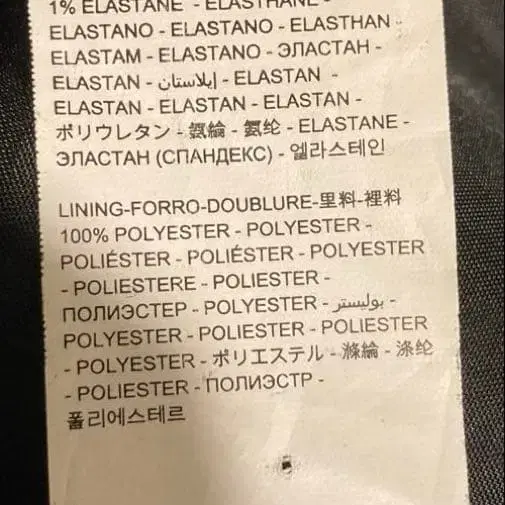 1% ELASTANE - ELASTHANE -
ELASTANO - ELASTANO - ELASTHAN -
ELASTAM - ELASTANO - ЭЛАСТАН -
ELASTAN - إيلاستان - ELASTAN -
ELASTAN - ELASTAN - ELASTAN -
ポリウレタン - 氨綸 - 氨纶 - ELASTANE -
ЭЛАСТАН (СПАНДЕКС) - 엘라스테인
LINING-FORRO-DOUBLURE-里料-裡料
100% POLYESTER - POLYESTER -
POLIÉSTER - POLIÉSTER - POLYESTER
- POLIESTERE - POLIESTER -
ПОЛИЭСТЕР - POLYESTER - بوليستر -
POLYESTER - POLIESTER - POLIESTER
- POLYESTER - ポリエステル - 滌綸 - 涤纶
- POLIESTER - ПОЛИЭСТР -
폴리에스테르